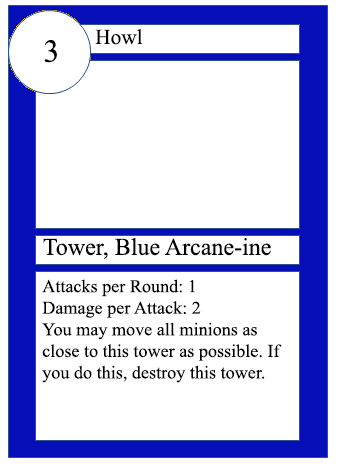 3
Howl
Tower, Blue Arcane-ine
Attacks per Round: 1
Damage per Attack: 2
You may move all minions as
close to this tower as possible. If
you do this, destroy this tower.